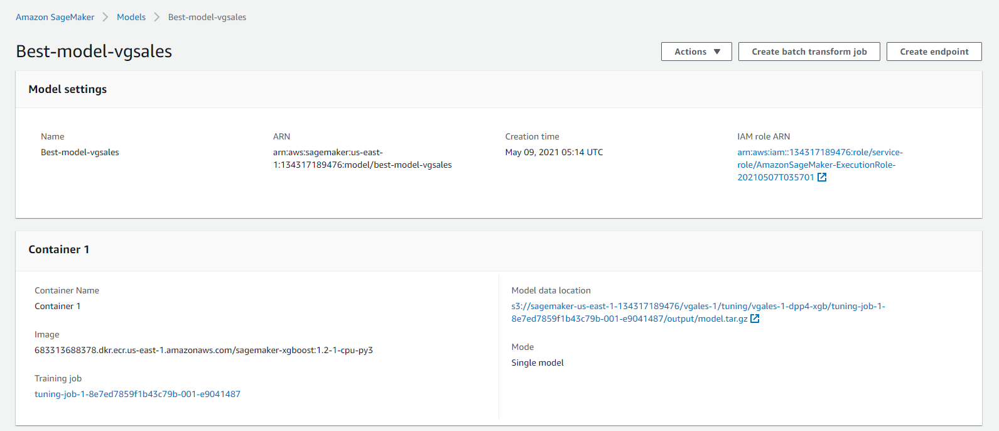 Amazon SageMaker > Models > Best-model-vgsales
Best-model-vgsales
Actions ▼
Create batch transform job
Create endpoint
Model settings
Name
Best-model-vgsales
ARN
arn:aws:sagemaker:us-east-
1:134317189476:model/best-model-vgsales
Creation time
May 09, 2021 05:14 UTC
IAM role ARN
arn:aws:iam::134317189476:role/service-
role/AmazonSageMaker-ExecutionRole-
20210507T035701
Container 1
Container Name
Container 1
Image
683313688378.dkr.ecr.us-east-1.amazonaws.com/sagemaker-xgboost:1.2-1-cpu-py3
Training job
tuning-job-1-8e7ed7859f1b43c79b-001-e9041487
Model data location
s3://sagemaker-us-east-1-134317189476/vgales-1/tuning/vgales-1-dpp4-xgb/tuning-job-1-
8e7ed7859f1b43c79b-001-e9041487/output/model.tar.gz
Mode
Single model